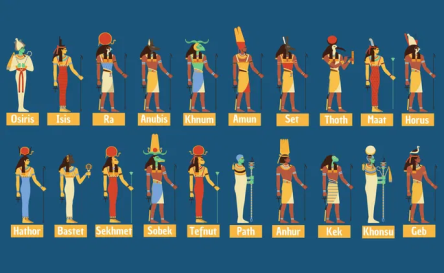 Osiris
Isis
Ra
Anubis
Khnum
Amun
Set
Thoth
Maat
Horus
Hathor
Bastet
Sekhmet
Sobek
Tefnut
Path
Anhur
Kek
Khonsu
Geb